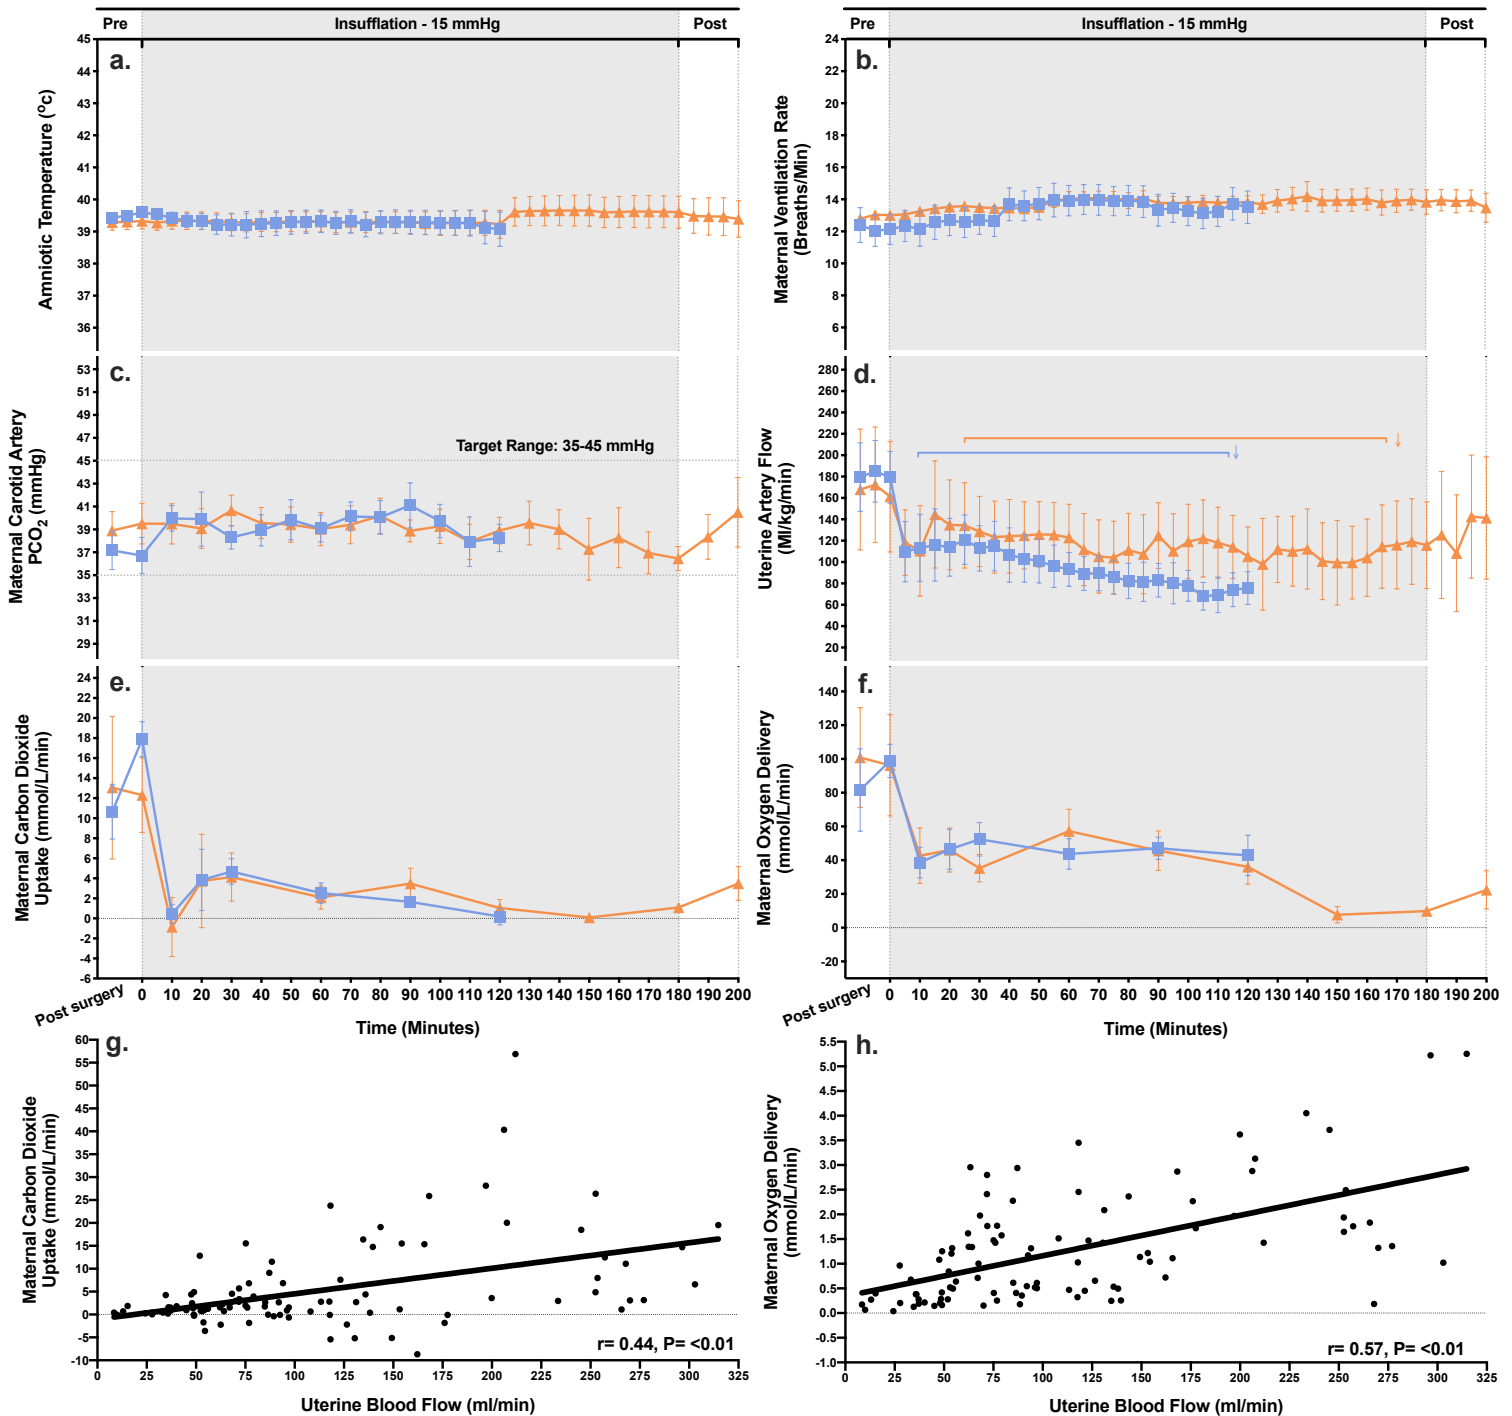 Pre Insufflation - 15 mmHg Post
Pre Insufflation - 15 mmHg Post
a.
Amniotic Temperature (ºc)
45
44
43
42
41
40
39
38
37
36
b.
Maternal Ventilation Rate
(Breaths/Min)
24
22
20
18
16
14
12
10
8
6
c.
Maternal Carotid Artery
PCO2 (mmHg)
53
51
49
47
45
43
41
39
37
35
33
31
29
Target Range: 35-45 mmHg
d.
Uterine Artery Flow
(Ml/kg/min)
280
260
240
220
200
180
160
140
120
100
80
60
40
20
↓
↓
e.
Maternal Carbon Dioxide
Uptake (mmol/L/min)
24
22
20
18
16
14
12
10
8
6
4
2
0
-2
-4
-6
Post surgery 0 10 20 30 40 50 60 70 80 90 100 110 120 130 140 150 160 170 180 190 200
Time (Minutes)
f.
Maternal Oxygen Delivery
(mmol/L/min)
140
120
100
80
60
40
20
0
-20
Post surgery 0 10 20 30 40 50 60 70 80 90 100 110 120 130 140 150 160 170 180 190 200
Time (Minutes)
g.
Maternal Carbon Dioxide
Uptake (mmol/L/min)
60
55
50
45
40
35
30
25
20
15
10
5
0
-5
-10
r= 0.44, P= <0.01
0 25 50 75 100 125 150 175 200 225 250 275 300 325
Uterine Blood Flow (ml/min)
h.
Maternal Oxygen Delivery
(mmol/L/min)
5.5
5.0
4.5
4.0
3.5
3.0
2.5
2.0
1.5
1.0
0.5
0.0
-0.5
-1.0
r= 0.57, P= <0.01
0 25 50 75 100 125 150 175 200 225 250 275 300 325
Uterine Blood Flow (ml/min)